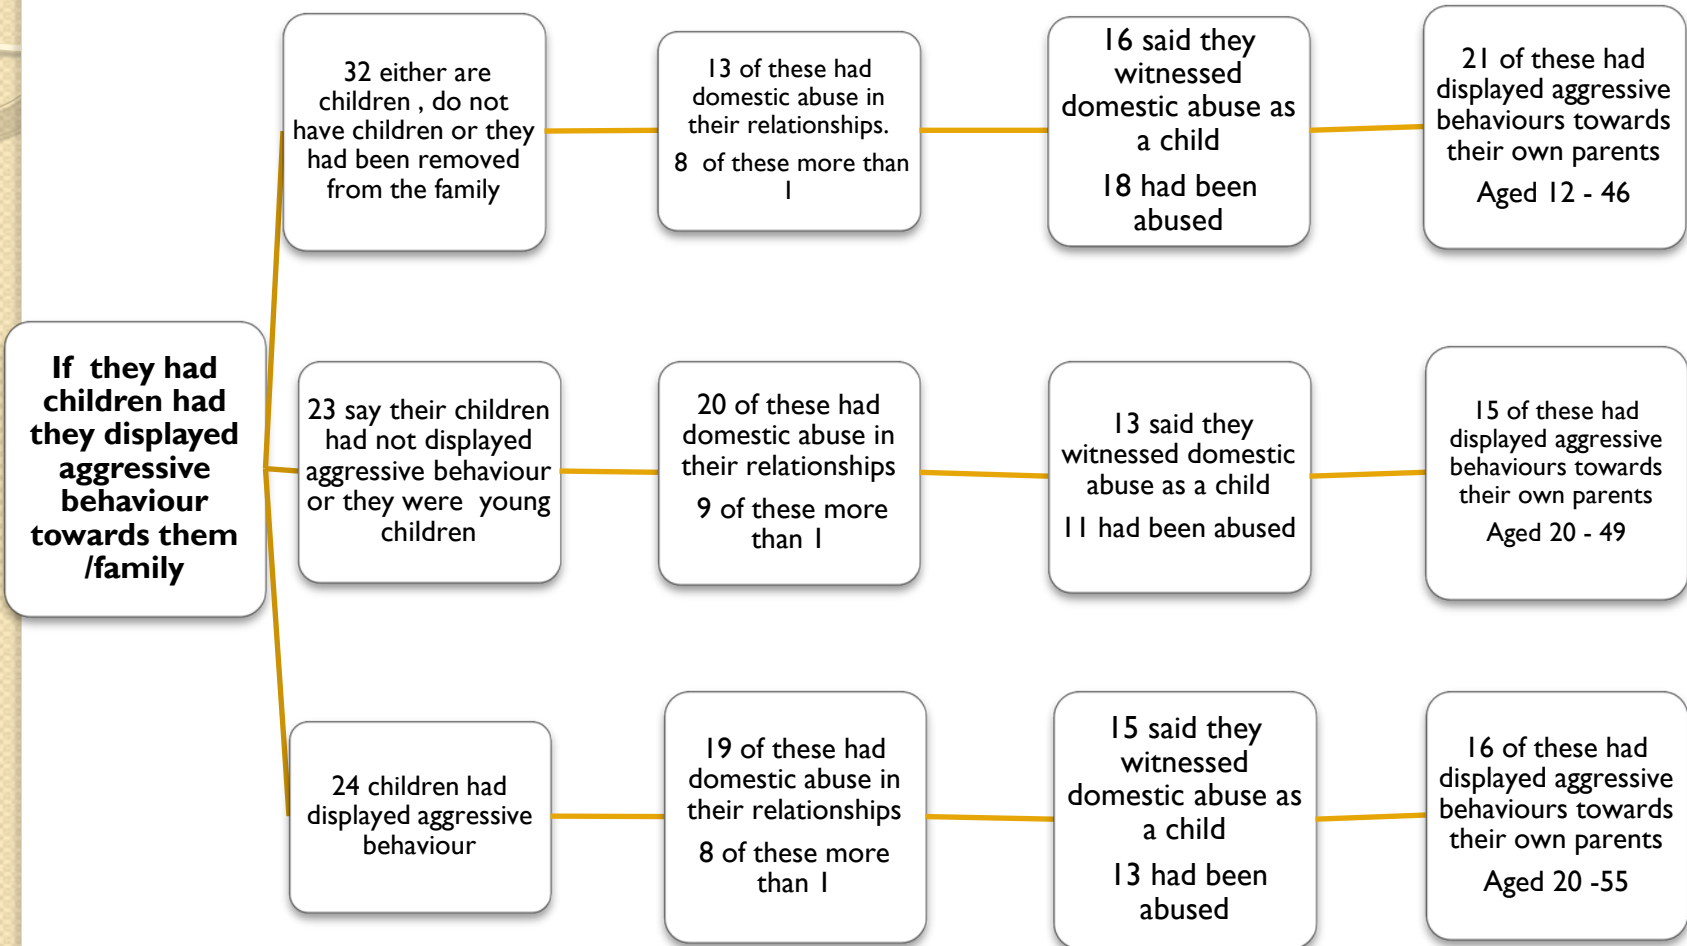 If they had
children had
they displayed
aggressive
behaviour
towards them
/family
32 either are
children , do not
have children or they
had been removed
from the family
13 of these had
domestic abuse in
their relationships.
8 of these more than
1
16 said they
witnessed
domestic abuse as
a child
18 had been
abused
21 of these had
displayed aggressive
behaviours towards
their own parents
Aged 12 - 46
23 say their children
had not displayed
aggressive behaviour
or they were young
children
20 of these had
domestic abuse in
their relationships
9 of these more
than 1
13 said they
witnessed domestic
abuse as a child
11 had been abused
15 of these had
displayed aggressive
behaviours towards
their own parents
Aged 20 - 49
24 children had
displayed aggressive
behaviour
19 of these had
domestic abuse in
their relationships
8 of these more
than 1
15 said they
witnessed
domestic abuse as
a child
13 had been
abused
16 of these had
displayed aggressive
behaviours towards
their own parents
Aged 20 -55